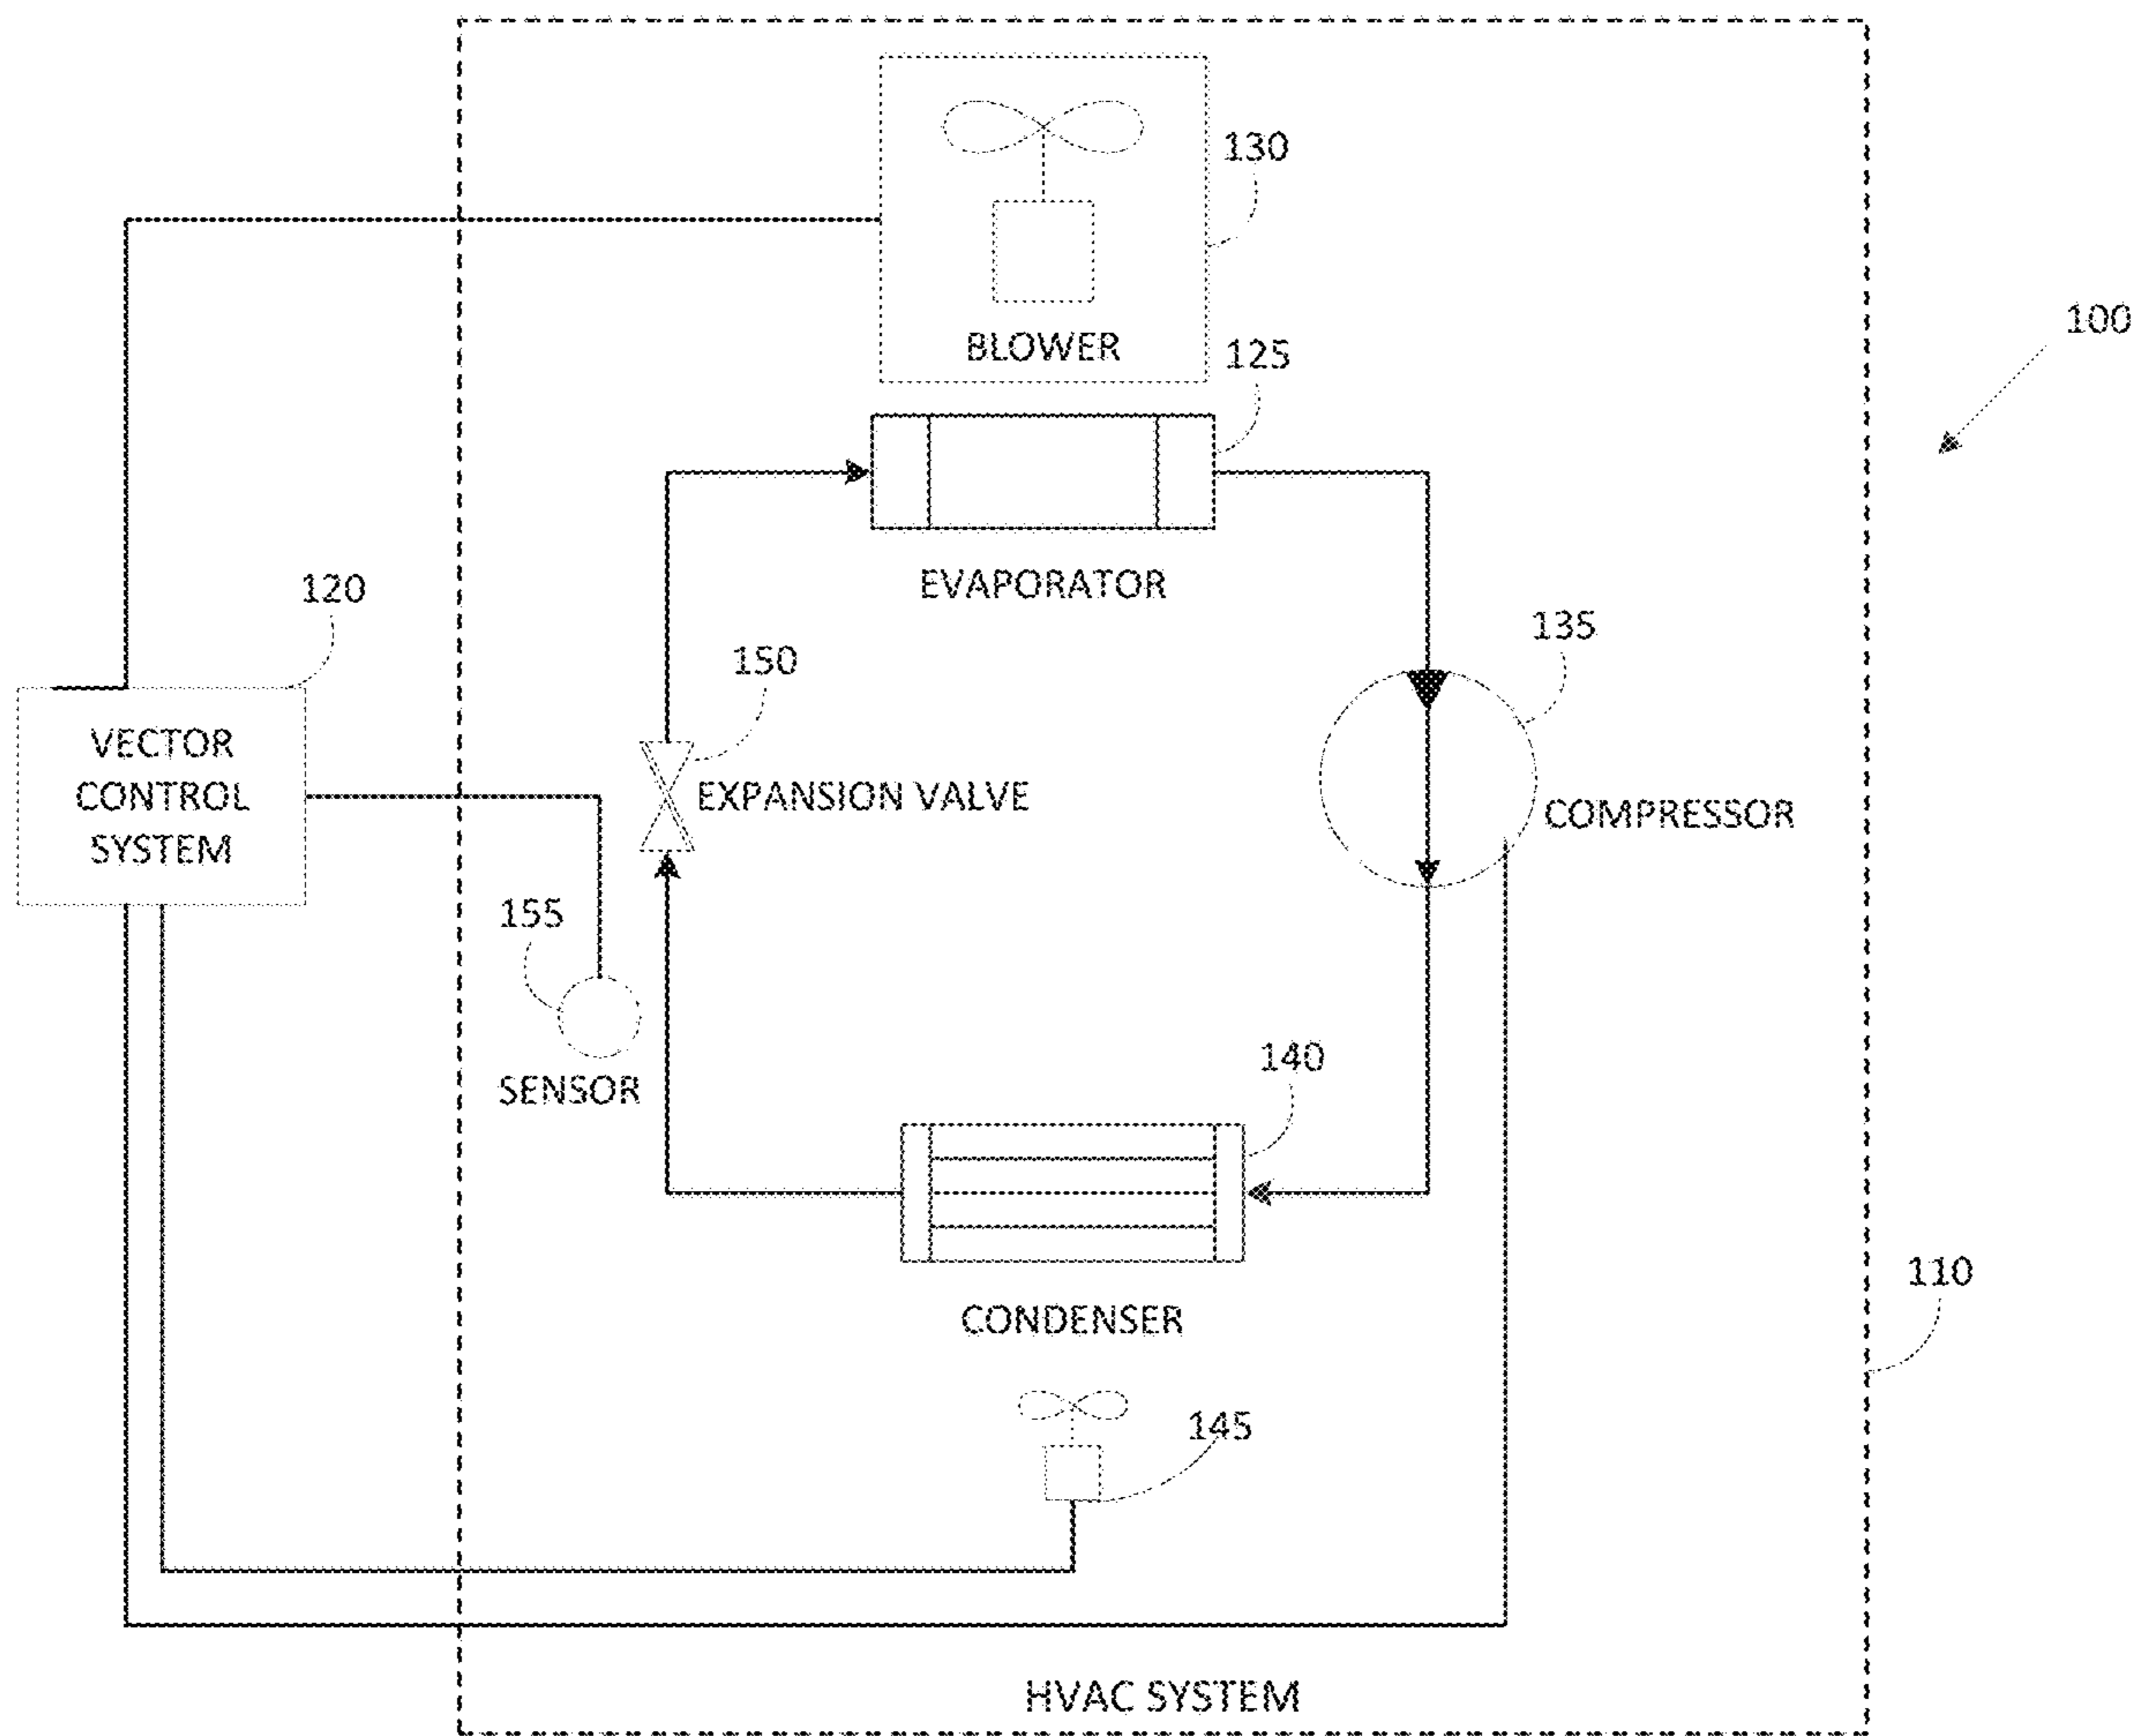 130
BLOWER
125
100
EVAPORATOR
120
135
150
VECTOR
CONTROL
SYSTEM
EXPANSION VALVE
COMPRESSOR
155
SENSOR
140
110
CONDENSER
145
HVAC SYSTEM